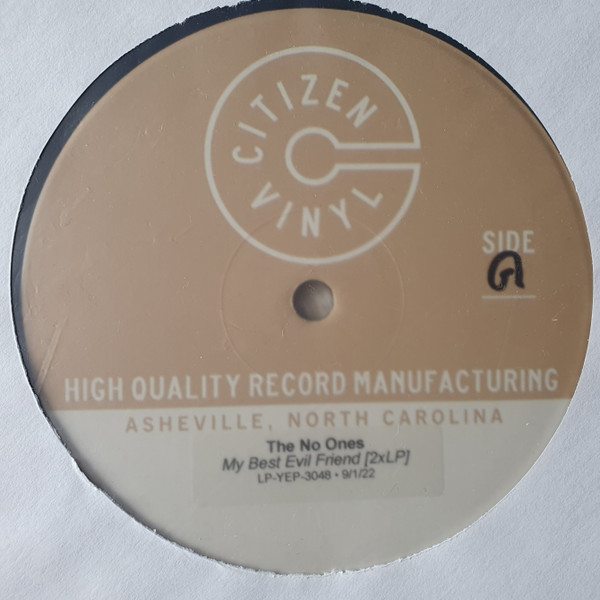 CITIZEN
VINYL
SIDE
A
HIGH QUALITY RECORD MANUFACTURING
ASHEVILLE, NORTH CAROLINA
The No Ones
My Best Evil Friend [2xLP]
LP-YEP-3048 • 9/1/22